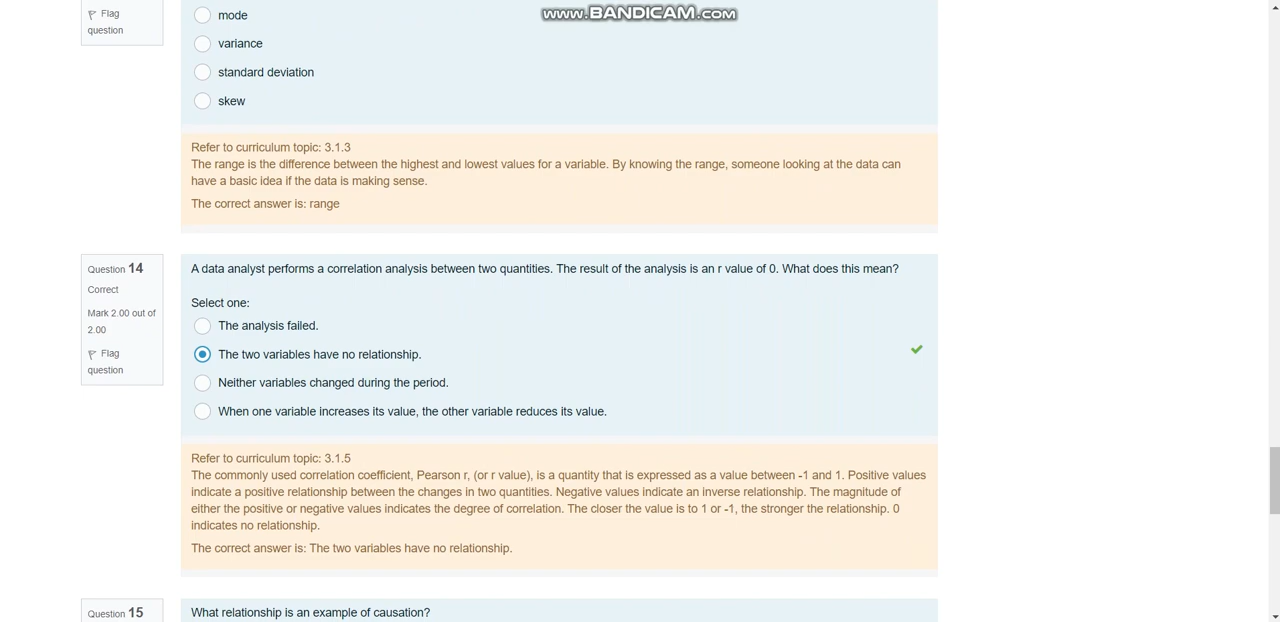 www.BANDICAM.com
Flag
question
mode
variance
standard deviation
skew
Refer to curriculum topic: 3.1.3
The range is the difference between the highest and lowest values for a variable. By knowing the range, someone looking at the data can
have a basic idea if the data is making sense.
The correct answer is: range
Question 14
Correct
Mark 2.00 out of
2.00
Flag
question
A data analyst performs a correlation analysis between two quantities. The result of the analysis is an r value of 0. What does this mean?
Select one:
The analysis failed.
The two variables have no relationship.
Neither variables changed during the period.
When one variable increases its value, the other variable reduces its value.
Refer to curriculum topic: 3.1.5
The commonly used correlation coefficient, Pearson r, (or r value), is a quantity that is expressed as a value between -1 and 1. Positive values
indicate a positive relationship between the changes in two quantities. Negative values indicate an inverse relationship. The magnitude of
either the positive or negative values indicates the degree of correlation. The closer the value is to 1 or -1, the stronger the relationship. 0
indicates no relationship.
The correct answer is: The two variables have no relationship.
Question 15
What relationship is an example of causation?